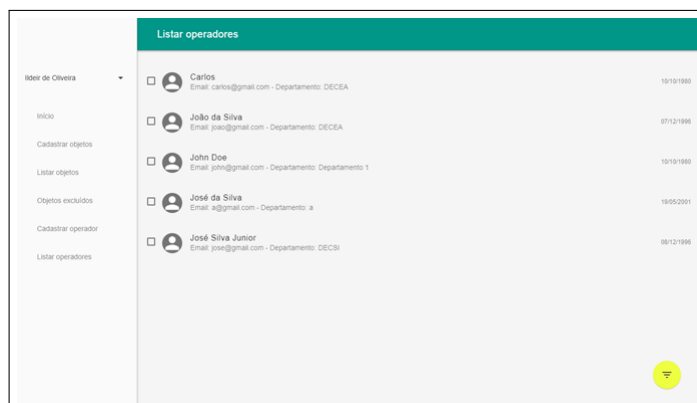 Listar operadores
Ildeir de Oliveira
Início
Cadastrar objetos
Listar objetos
Objetos excluídos
Cadastrar operador
Listar operadores
Carlos
Email: carlos@gmail.com - Departamento: DECEA
10/10/1980
João da Silva
Email: joao@gmail.com - Departamento: DECEA
07/12/1996
John Doe
Email: john@gmail.com - Departamento: Departamento 1
10/10/1980
José da Silva
Email: a@gmail.com - Departamento: a
19/05/2001
José Silva Junior
Email: jose@gmail.com - Departamento: DECSI
08/12/1996